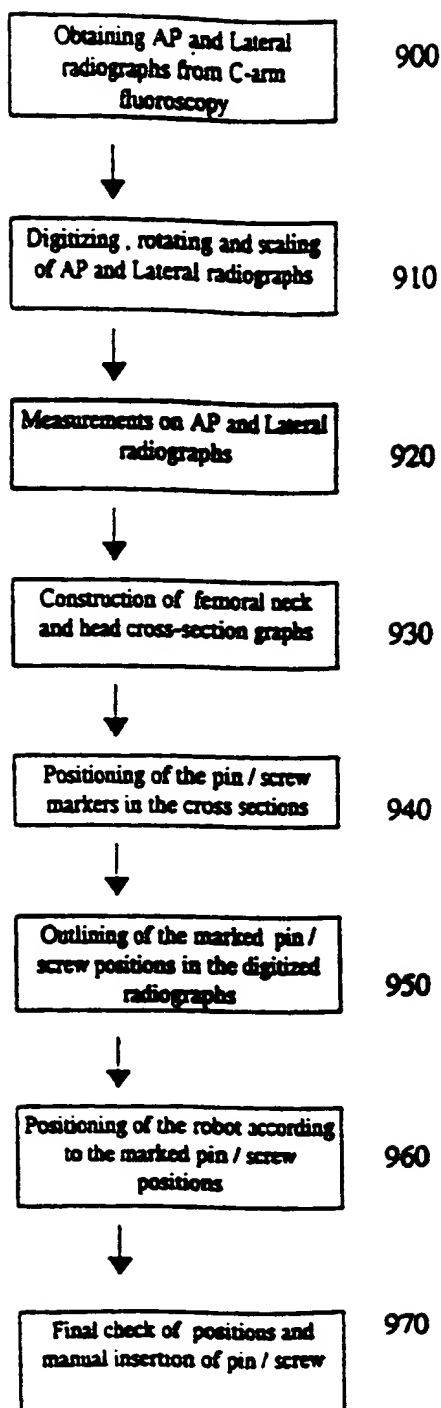 Obtaining AP and Lateral
radiographs from C-arm
fluoroscopy
900
Digitizing, rotating and scaling
of AP and Lateral radiographs
910
Measurements on AP and Lateral
radiographs
920
Construction of femoral neck
and head cross-section graphs
930
Positioning of the pin / screw
markers in the cross sections
940
Outlining of the marked pin /
screw positions in the digitized
radiographs
950
Positioning of the robot according
to the marked pin / screw
positions
960
Final check of positions and
manual insertion of pin / screw
970